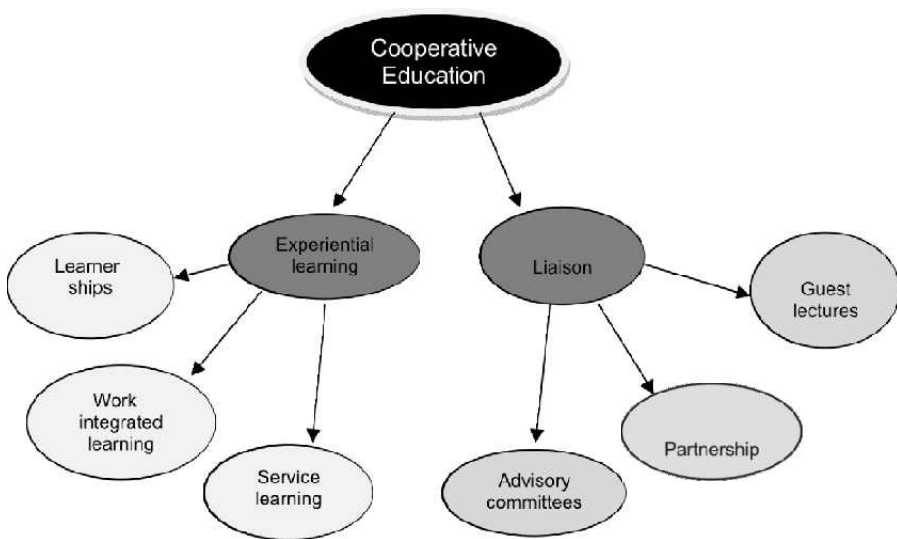 Cooperative
Education
Experiential
learning
Liaison
Learner
ships
Guest
lectures
Work
integrated
learning
Partnership
Service
learning
Advisory
committees